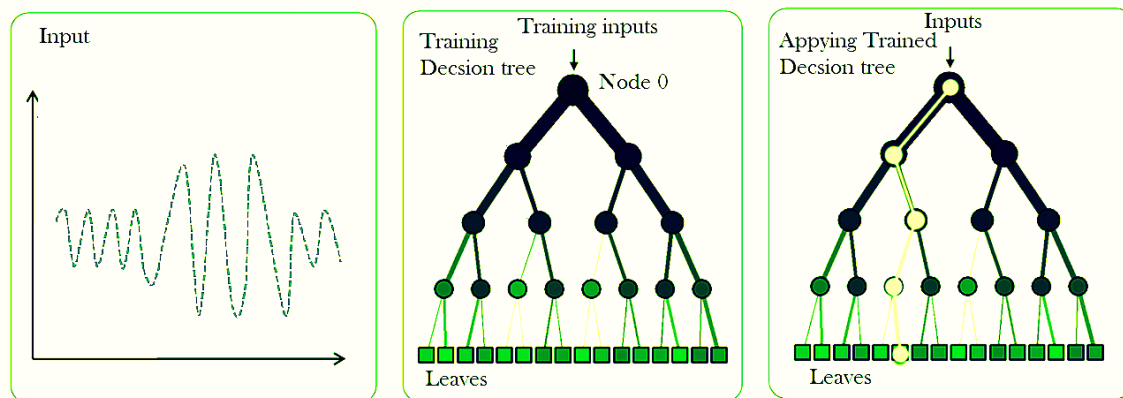 Input
Training inputs
Training
Decsion tree
Node 0
Leaves
Inputs
Appying Trained
Decsion tree
Leaves